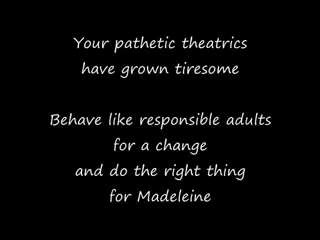 Your pathetic theatrics
have grown tiresome
Behave like responsible adults
for a change
and do the right thing
for Madeleine